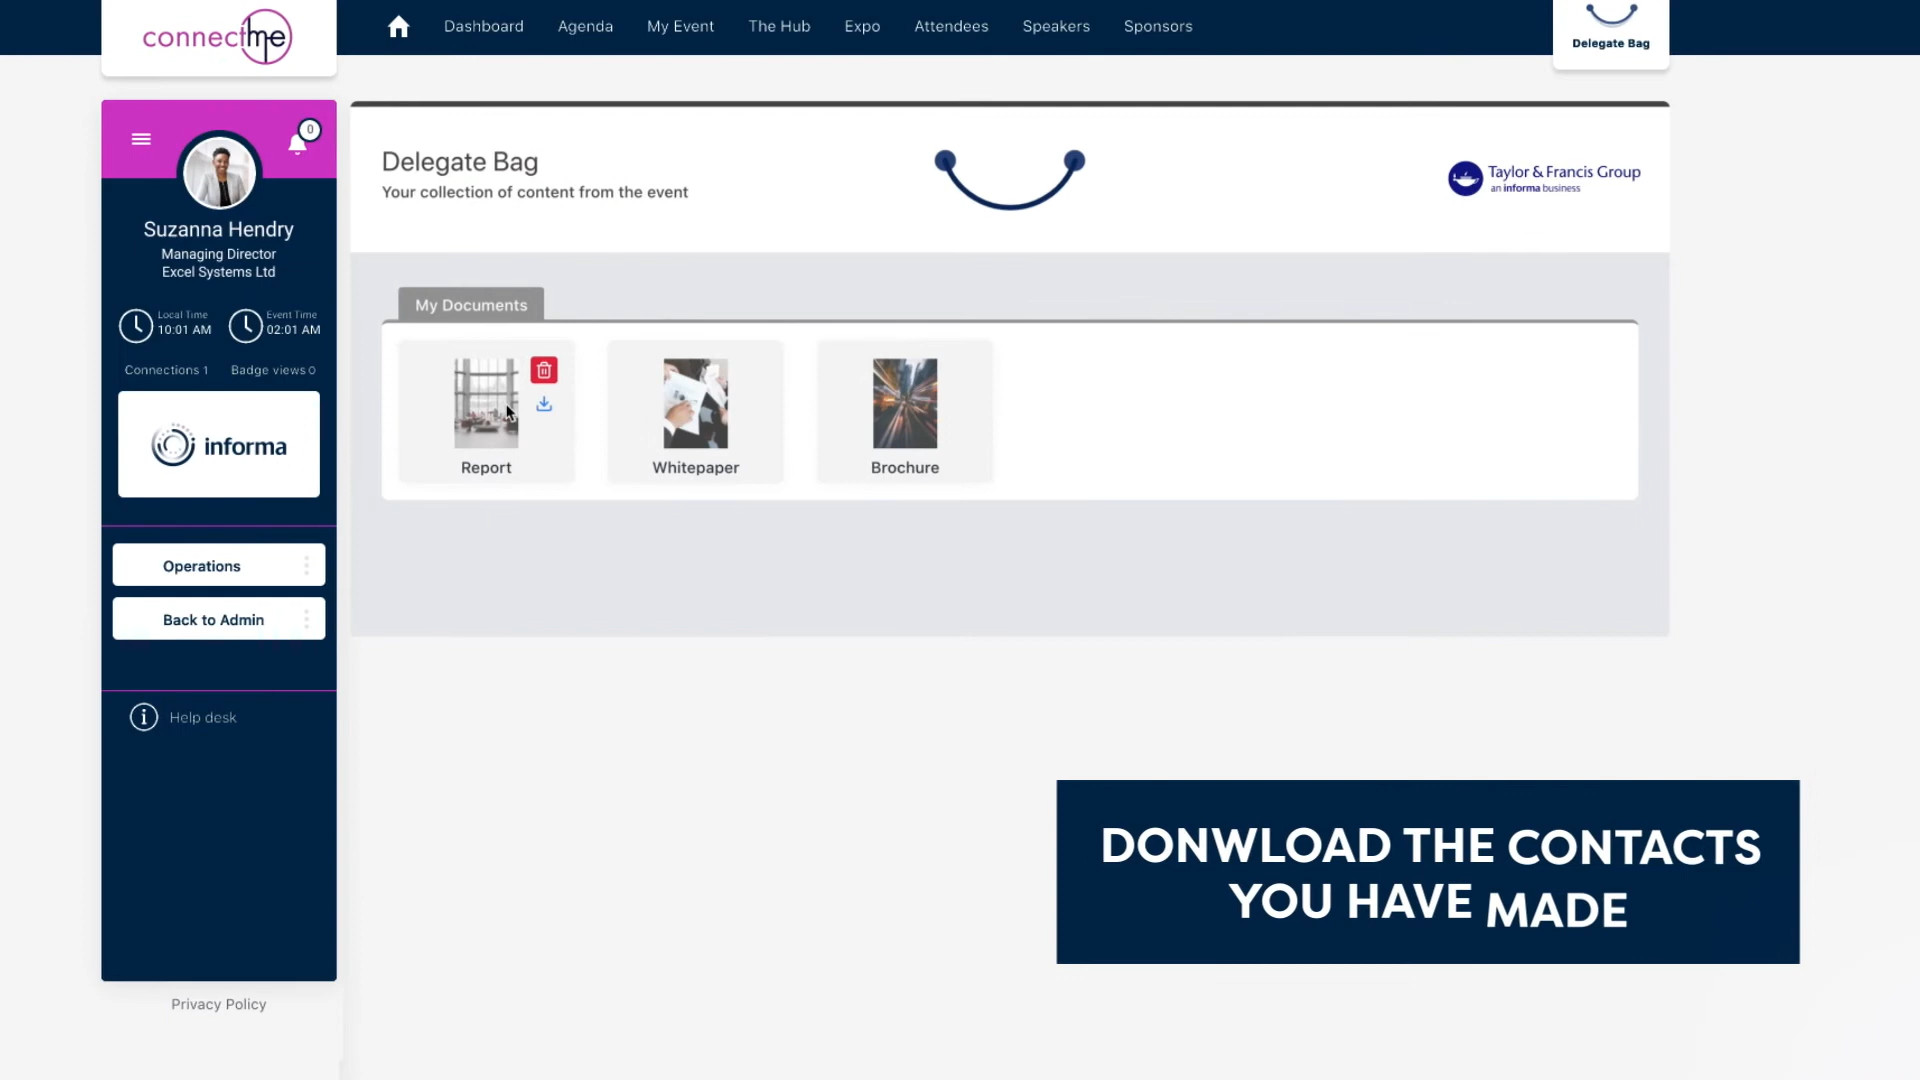 connectme
Dashboard
Agenda
My Event
The Hub
Expo
Attendees
Speakers
Sponsors
Delegate Bag
0
Suzanna Hendry
Managing Director
Excel Systems Ltd
Local Time
10:01 AM
Event Time
02:01 AM
Connections 1
Badge views 0
informa
Operations
Back to Admin
Help desk
Privacy Policy
Delegate Bag
Your collection of content from the event
Taylor & Francis Group
an informa business
My Documents
Report
Whitepaper
Brochure
DONWLOAD THE CONTACTS
YOU HAVE MADE